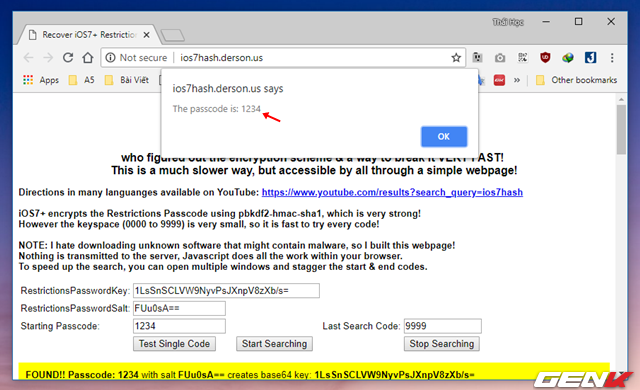 Thái Học
Recover iOS7+ Restriction
Not secure
ios7hash.derson.us
Apps
A5
Bài Viết
Other bookmarks
ios7hash.derson.us says
The passcode is: 1234
OK
who figured out the encryption scheme & a way to break it VERY FAST!
This is a much slower way, but accessible by all through a simple webpage!
Directions in many languanges available on YouTube: https://www.youtube.com/results?search_query=ios7hash
iOS7+ encrypts the Restrictions Passcode using pbkdf2-hmac-sha1, which is very strong!
However the keyspace (0000 to 9999) is very small, so it is fast to try every code!
NOTE: I hate downloading unknown software that might contain malware, so I built this webpage!
Nothing is transmitted to the server, Javascript does all the work within your browser.
To speed up the search, you can open multiple windows and stagger the start & end codes.
RestrictionsPasswordKey: 1LsSnSCLVW9NyvPsJXnpV8zXb/s=
RestrictionsPasswordSalt: FUu0sA==
Starting Passcode: 1234 Last Search Code: 9999
Test Single Code Start Searching Stop Searching
FOUND!! Passcode: 1234 with salt FUu0sA== creates base64 key: 1LsSnSCLVW9NyvPsJXnpV8zXb/s=
GENK